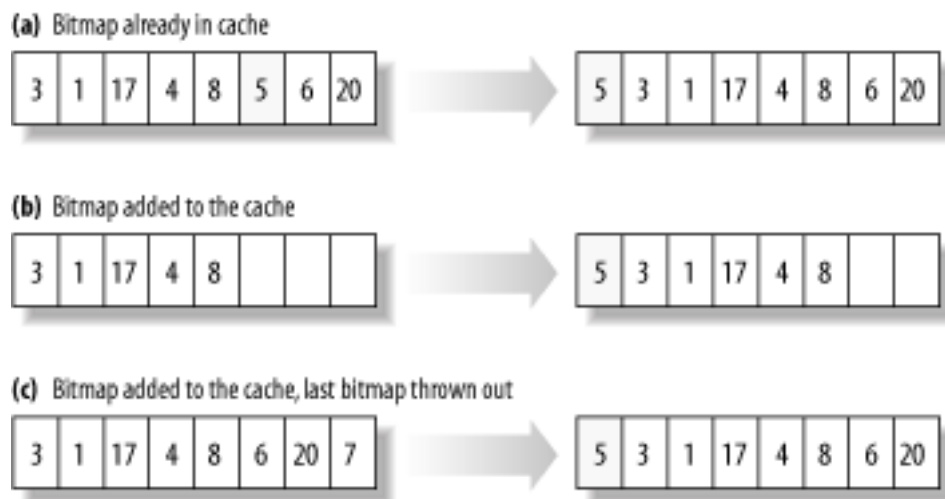 (a) Bitmap already in cache
3 1 17 4 8 5 6 20 5 3 1 17 4 8 6 20
(b) Bitmap added to the cache
3 1 17 4 8 5 3 1 17 4 8
(c) Bitmap added to the cache, last bitmap thrown out
3 1 17 4 8 6 20 7 5 3 1 17 4 8 6 20